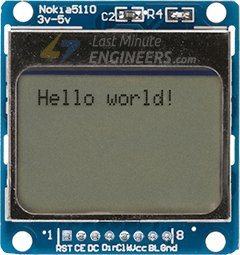 Nokia5110
3v-5v
C2
R4
Last Minute
ENGINEERS.com
Hello world!
1
8
RST CE DC Din Clk Vcc BL Gnd